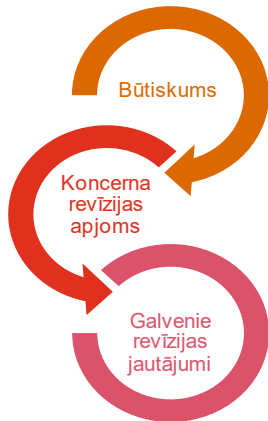 Būtiskums
Koncerna
revīzijas
apjoms
Galvenie
revīzijas
jautājumi